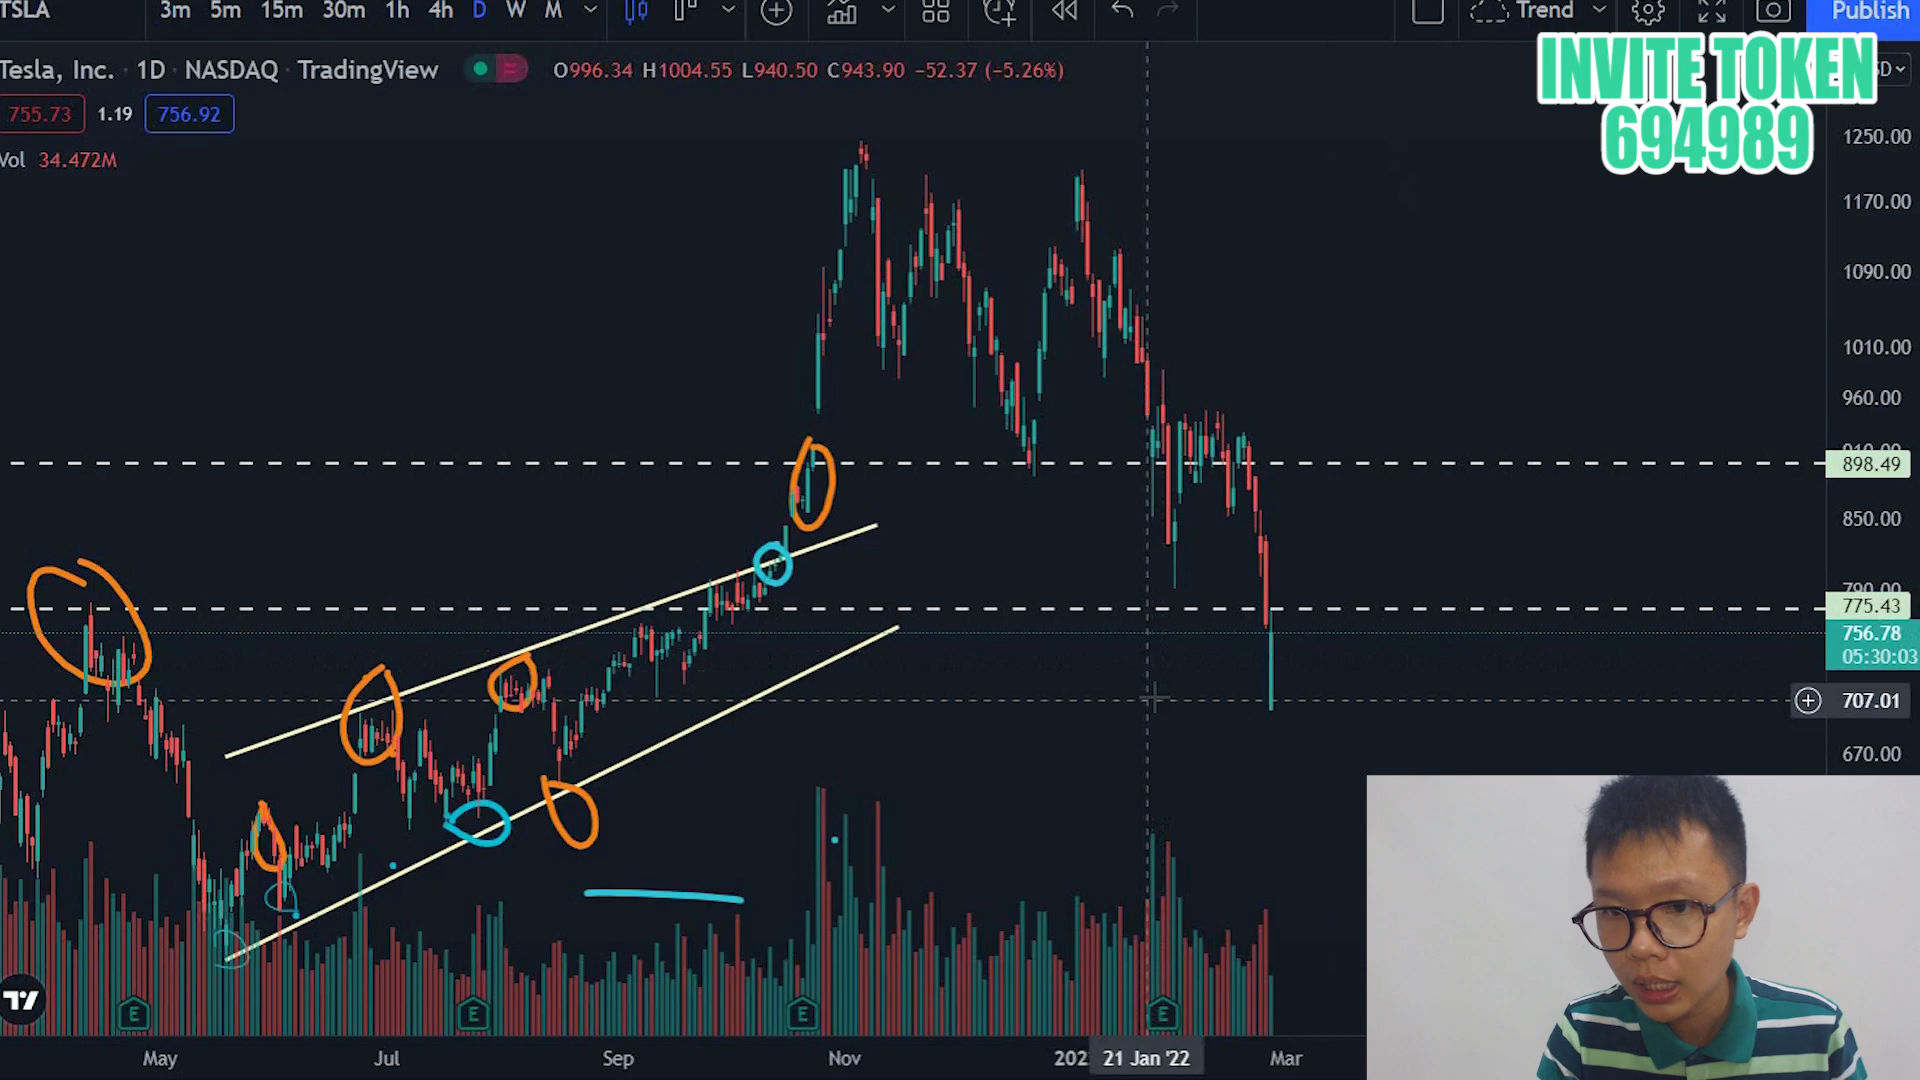 TSLA 3m 5m 15m 30m 1h 4h D W M Trend Publish
Tesla, Inc. · 1D · NASDAQ · TradingView O996.34 H1004.55 L940.50 C943.90 −52.37 (−5.26%)
INVITE TOKEN
694989
755.73 1.19 756.92
Vol 34.472M
1250.00
1170.00
1090.00
1010.00
960.00
898.49
850.00
775.43
756.78
05:30:03
707.01
670.00
E E E E
May Jul Sep Nov 202 21 Jan '22 Mar